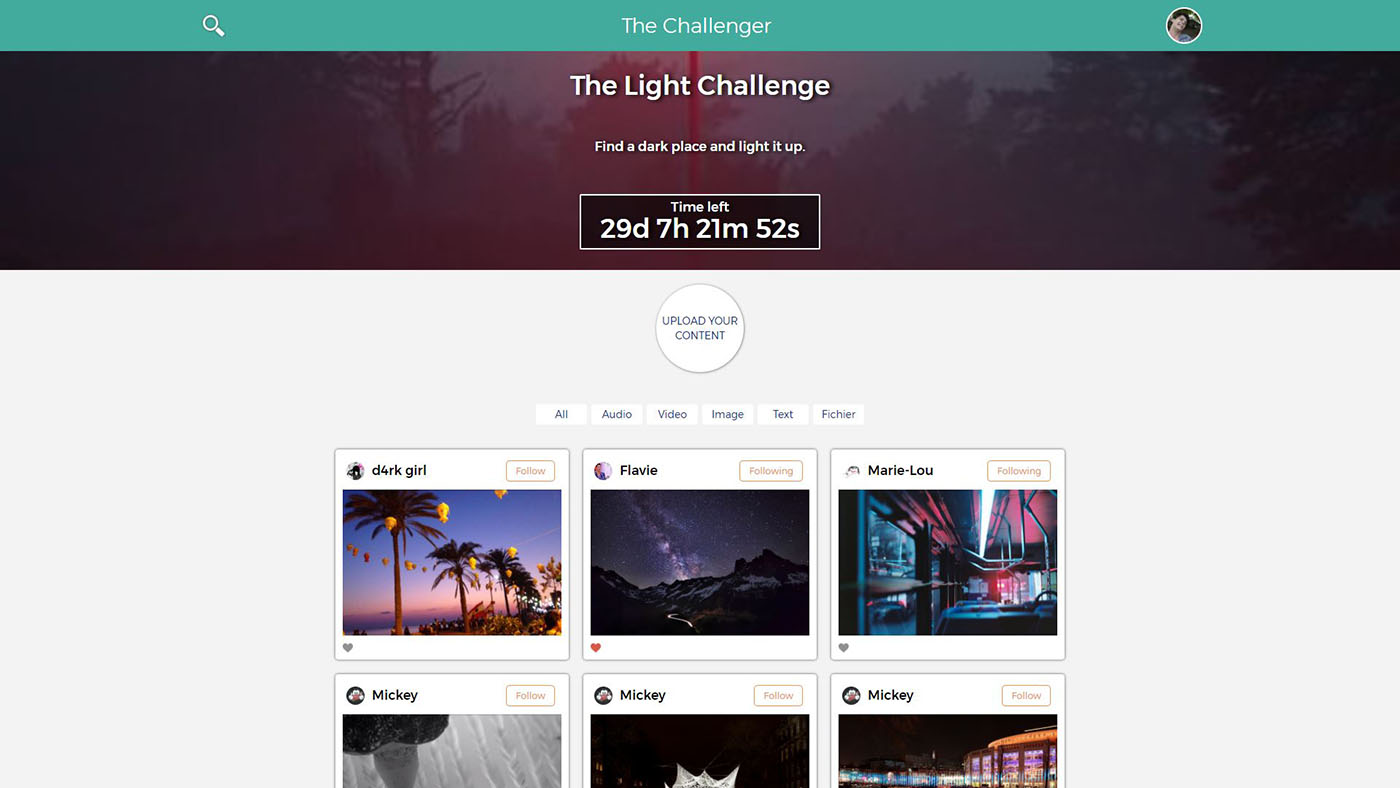 The Challenger
The Light Challenge
Find a dark place and light it up.
Time left
29d 7h 21m 52s
UPLOAD YOUR
CONTENT
All Audio Video Image Text Fichier
d4rk girl Follow Flavie Following Marie-Lou Following
Mickey Follow Mickey Follow Mickey Follow